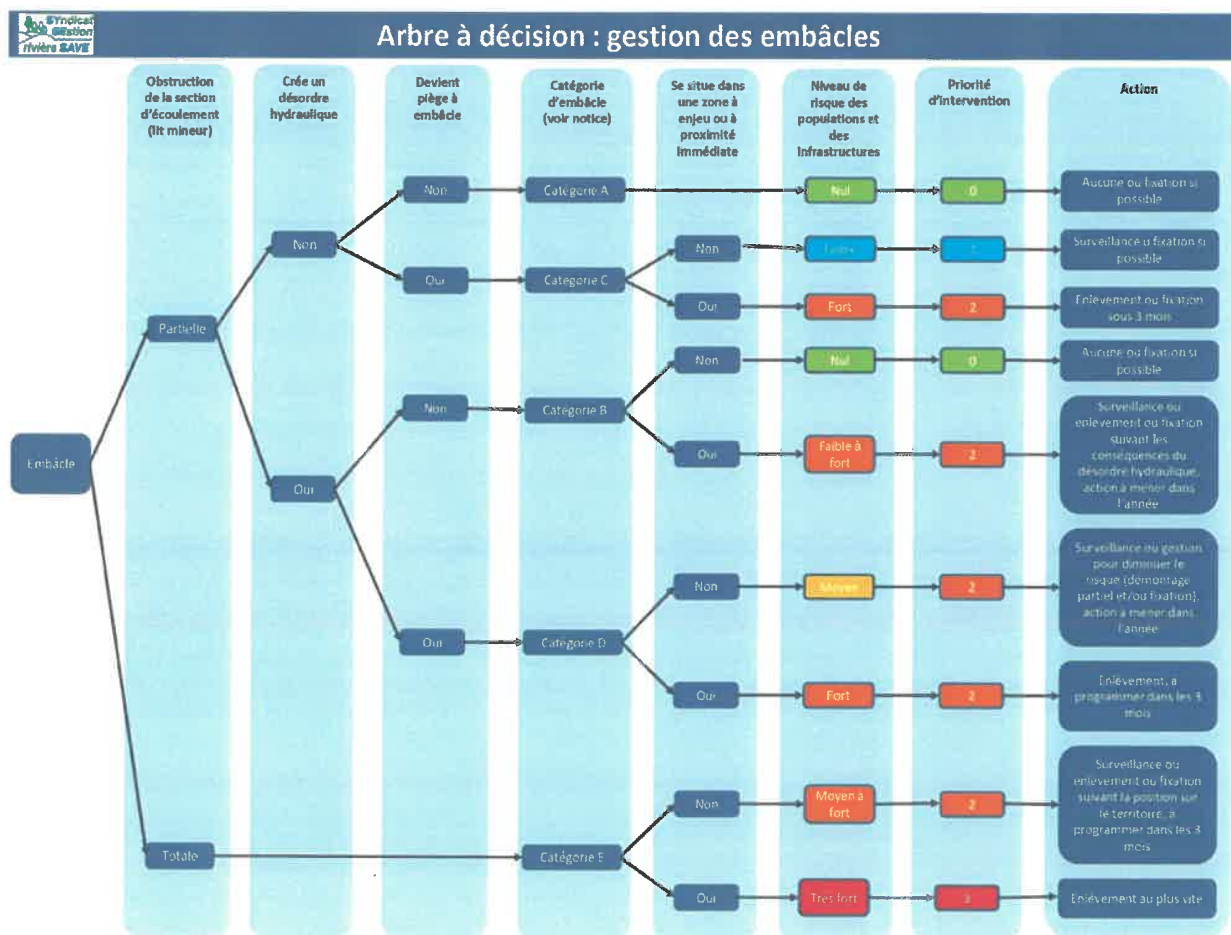 SYndicat
GEstion
rivière SAVE
Arbre à décision : gestion des embâcles
Obstruction
de la section
d'écoulement
(lit mineur)
Crée un
désordre
hydraulique
Devient
piège à
embâcle
Catégorie
d'embâcle
(voir notice)
Se situe dans
une zone à
enjeu ou à
proximité
immédiate
Niveau de
risque des
populations et
des
infrastructures
Priorité
d'intervention
Action
Non
Catégorie A
Nul
0
Aucune ou fixation si
possible
Non
Non
1
Surveillance u fixation si
possible
Oui
Catégorie C
Oui
Fort
2
Enlèvement ou fixation
sous 3 mois
Partielle
Non
Nul
0
Aucune ou fixation si
possible
Non
Catégorie B
Oui
Faible à
fort
2
Surveillance ou
enlèvement ou fixation
suivant les
conséquences du
désordre hydraulique,
action à mener dans
l'année
Embâcle
Oui
Non
Moyen
2
Surveillance ou gestion
pour diminuer le
risque (démontage
partiel et/ou fixation),
action à mener dans
l'année
Oui
Catégorie D
Oui
Fort
2
Enlèvement, à
programmer dans les 3
mois
Non
Moyen à
fort
2
Surveillance ou
enlèvement ou fixation
suivant la position sur
le territoire, à
programmer dans les 3
mois
Totale
Catégorie E
Oui
Très fort
3
Enlèvement au plus vite